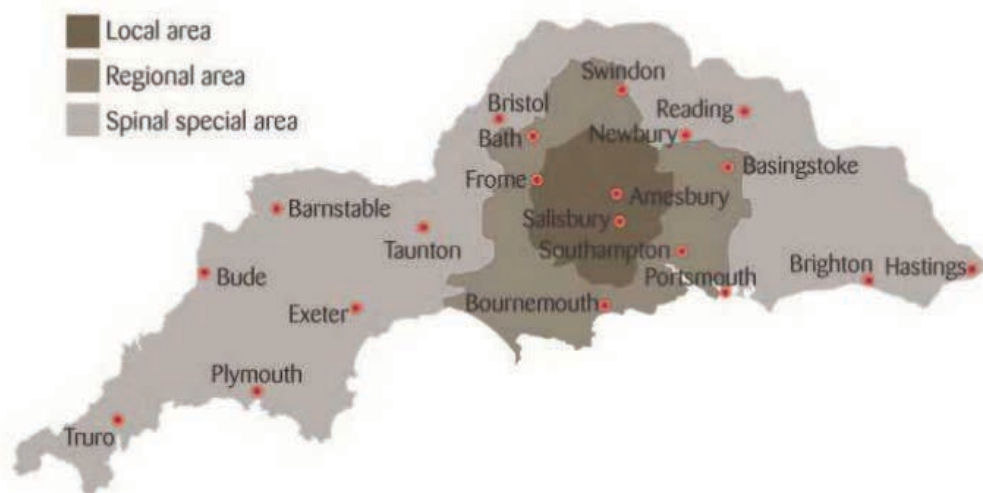 Local area
Regional area
Spinal special area
Swindon
Bristol
Reading
Bath
Newbury
Basingstoke
Frome
Amesbury
Barnstable
Salisbury
Taunton
Southampton
Bude
Portsmouth
Brighton
Hastings
Exeter
Bournemouth
Plymouth
Truro